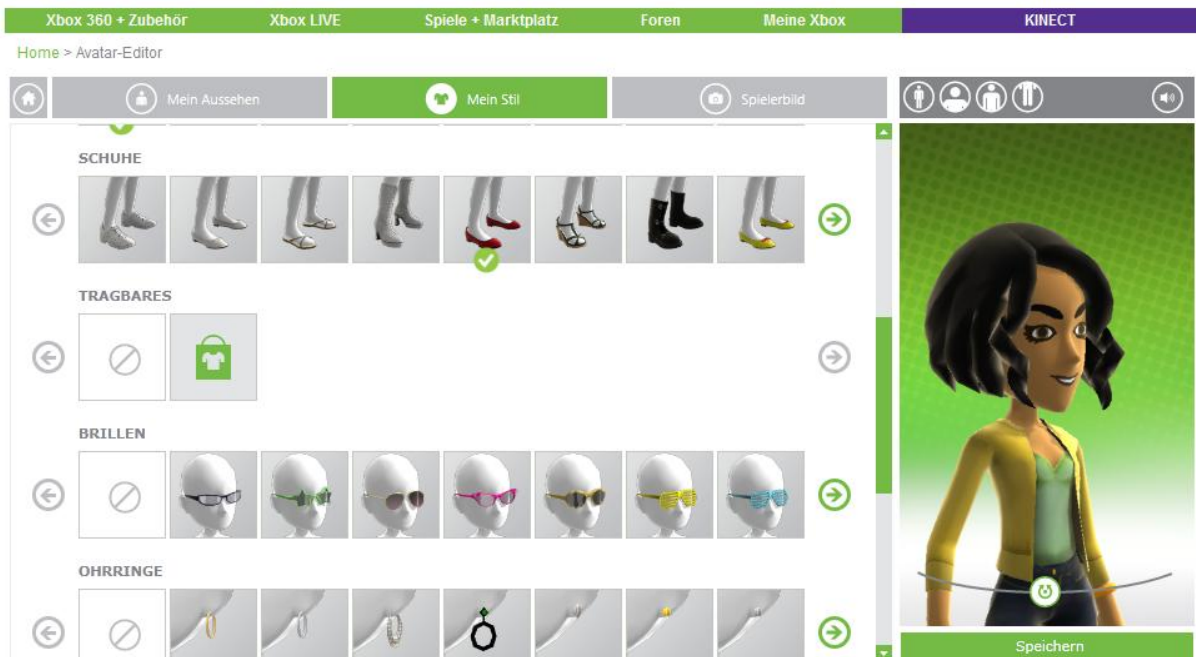 Xbox 360 + Zubehör Xbox LIVE Spiele + Marktplatz Foren Meine Xbox KINECT
Home > Avatar-Editor
Mein Aussehen Mein Stil Spielerbild
SCHUHE
TRAGBARES
BRILLEN
OHRRINGE
Speichern